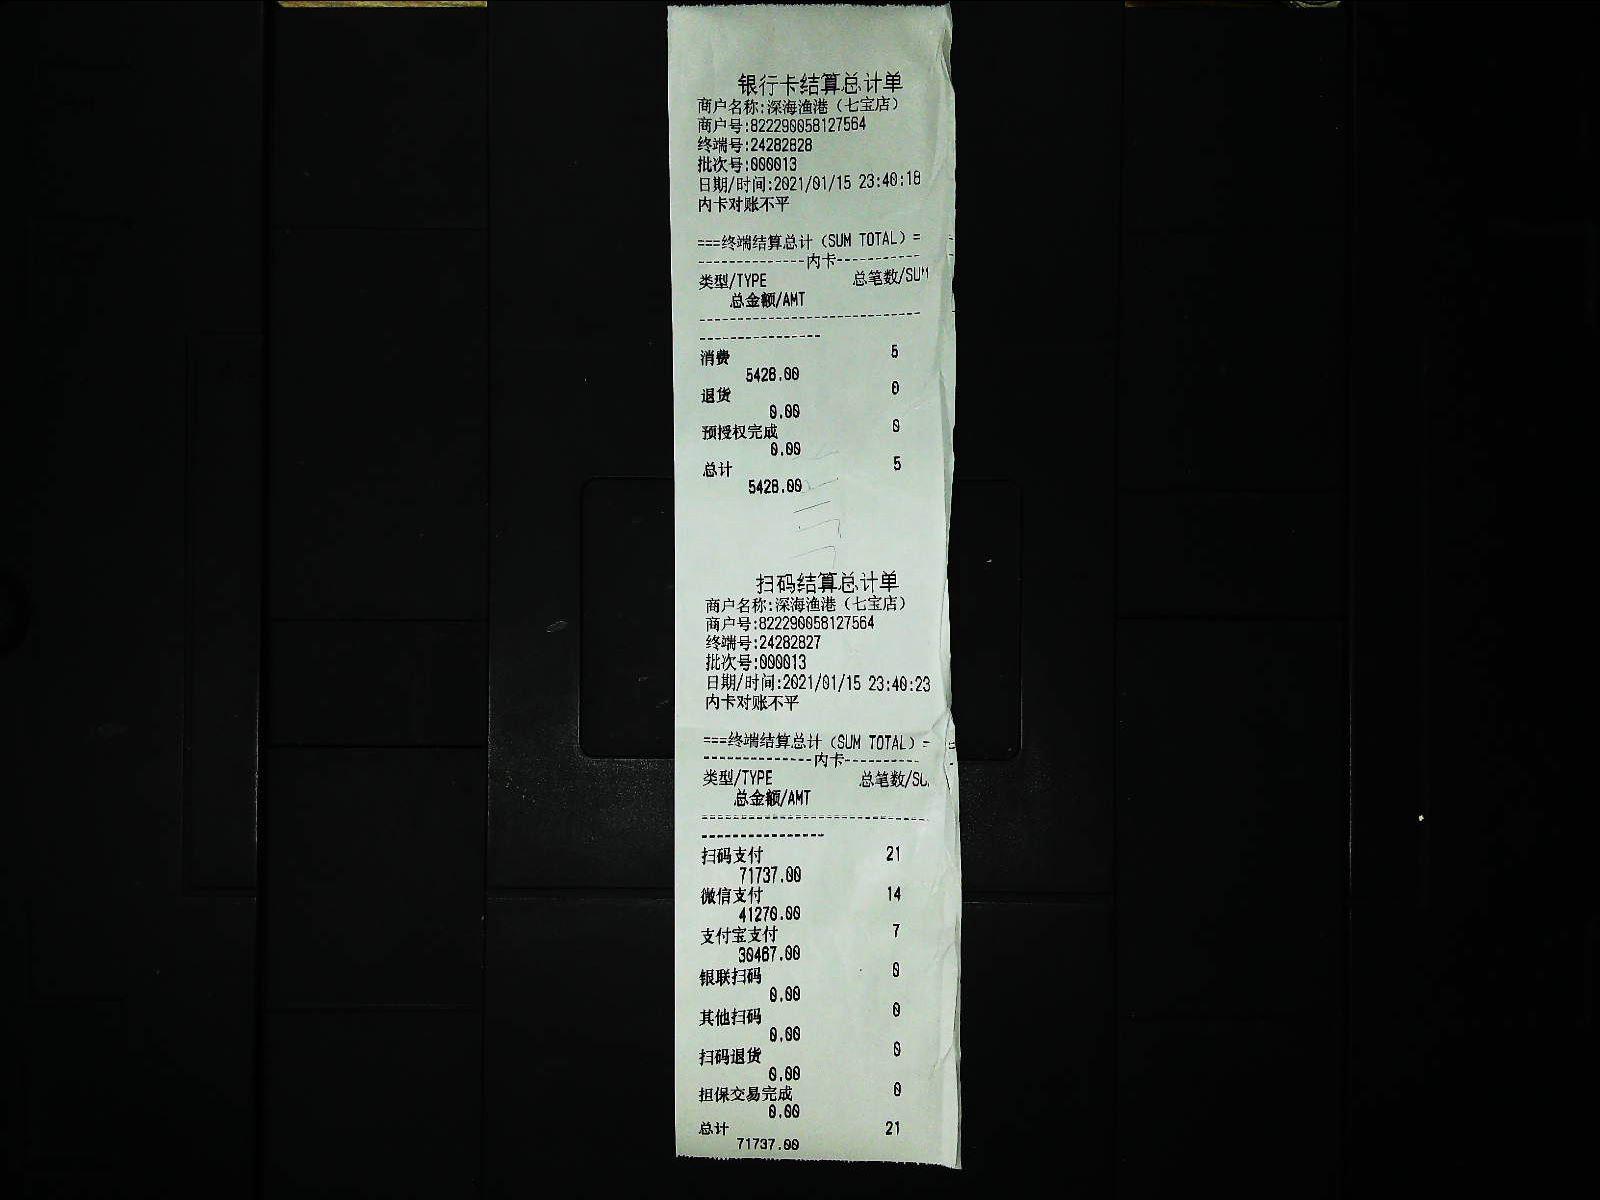 银行卡结算总计单
商户名称:深海渔港（七宝店）
商户号:822290058127564
终端号:24282828
批次号:000013
日期/时间:2021/01/15 23:40:18
内卡对账不平
===终端结算总计（SUM TOTAL）=
--------------内卡-----------
类型/TYPE 总笔数/SUM
总金额/AMT
-----------------------------
----------------
消费 5
5428.00
退货 0
0.00
预授权完成 0
0.00
总计 5
5428.00
扫码结算总计单
商户名称:深海渔港（七宝店）
商户号:822290058127564
终端号:24282827
批次号:000013
日期/时间:2021/01/15 23:40:23
内卡对账不平
===终端结算总计（SUM TOTAL）=
--------------内卡----------
类型/TYPE 总笔数/SU
总金额/AMT
-----------------------------
----------------
扫码支付 21
71737.00
微信支付 14
41270.00
支付宝支付 7
30467.00
银联扫码 0
0.00
其他扫码 0
0.00
扫码退货 0
0.00
担保交易完成 0
0.00
总计 21
71737.00